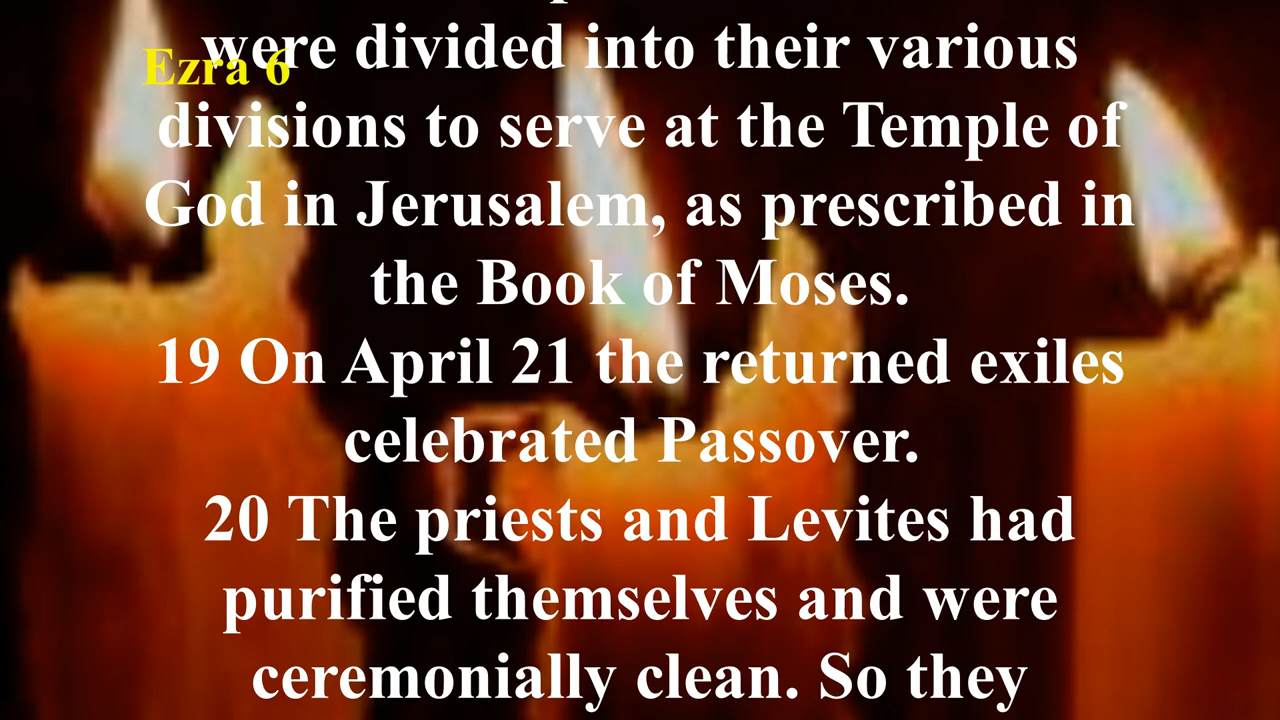 were divided into their various
Ezra 6
divisions to serve at the Temple of
God in Jerusalem, as prescribed in
the Book of Moses.
19 On April 21 the returned exiles
celebrated Passover.
20 The priests and Levites had
purified themselves and were
ceremonially clean. So they